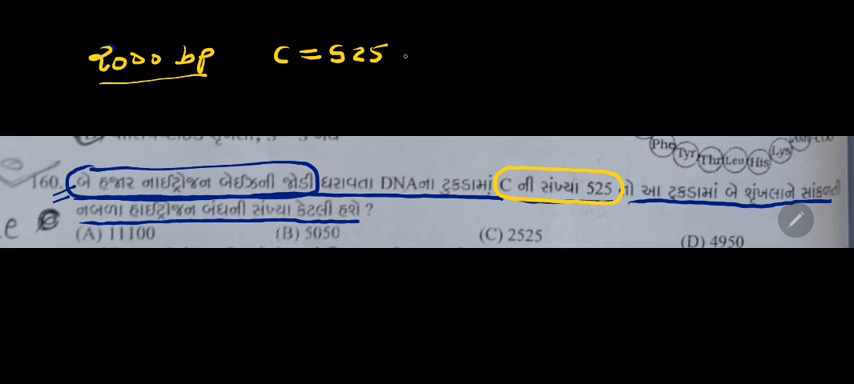 2000 bp C = 525
Phe Tyr Thr Leu His Lys
160. બે હજાર નાઈટ્રોજન બેઈઝની જોડી ધરાવતા DNAના ટુકડામાં C ની સંખ્યા 525 તો આ ટુકડામાં બે શૃંખલાને સાંકળતી
નબળા હાઈડ્રોજન બંધની સંખ્યા કેટલી હશે ?
(A) 11100 (B) 5050 (C) 2525 (D) 4950